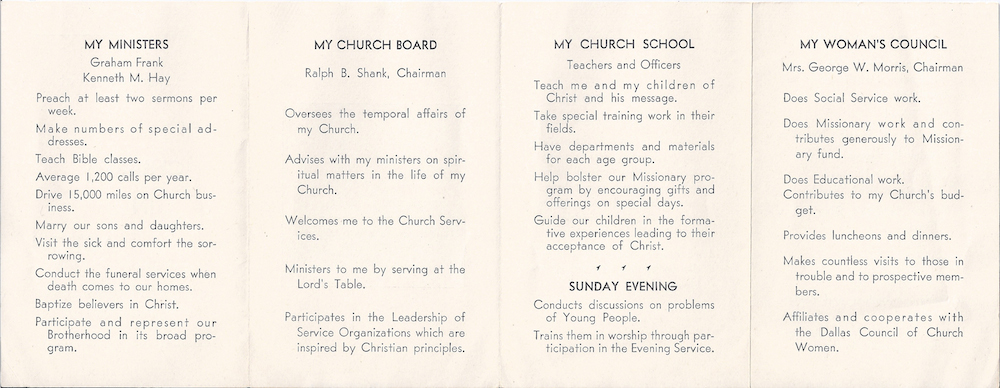 MY MINISTERS
Graham Frank
Kenneth M. Hay
Preach at least two sermons per
week.
Make numbers of special ad-
dresses.
Teach Bible classes.
Average 1,200 calls per year.
Drive 15,000 miles on Church bus-
iness.
Marry our sons and daughters.
Visit the sick and comfort the sor-
rowing.
Conduct the funeral services when
death comes to our homes.
Baptize believers in Christ.
Participate and represent our
Brotherhood in its broad pro-
gram.
MY CHURCH BOARD
Ralph B. Shank, Chairman
Oversees the temporal affairs of
my Church.
Advises with my ministers on spir-
itual matters in the life of my
Church.
Welcomes me to the Church Serv-
ices.
Ministers to me by serving at the
Lord's Table.
Participates in the Leadership of
Service Organizations which are
inspired by Christian principles.
MY CHURCH SCHOOL
Teachers and Officers
Teach me and my children of
Christ and his message.
Take special training work in their
fields.
Have departments and materials
for each age group.
Help bolster our Missionary pro-
gram by encouraging gifts and
offerings on special days.
Guide our children in the forma-
tive experiences leading to their
acceptance of Christ.
SUNDAY EVENING
Conducts discussions on problems
of Young People.
Trains them in worship through par-
ticipation in the Evening Service.
MY WOMAN'S COUNCIL
Mrs. George W. Morris, Chairman
Does Social Service work.
Does Missionary work and con-
tributes generously to Mission-
ary fund.
Does Educational work.
Contributes to my Church's bud-
get.
Provides luncheons and dinners.
Makes countless visits to those in
trouble and to prospective mem-
bers.
Affiliates and cooperates with
the Dallas Council of Church
Women.